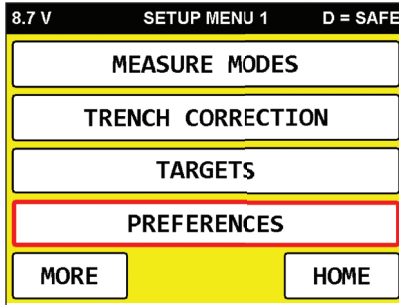 8.7 V SETUP MENU 1 D = SAFE
MEASURE MODES
TRENCH CORRECTION
TARGETS
PREFERENCES
MORE HOME